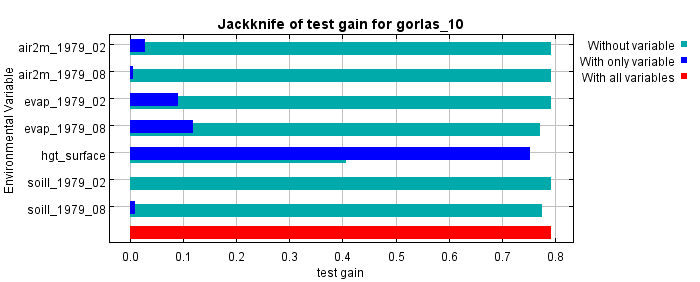 Jackknife of test gain for gorlas_10
Environmental Variable
air2m_1979_02
air2m_1979_08
evap_1979_02
evap_1979_08
hgt_surface
soill_1979_02
soill_1979_08
0.0 0.1 0.2 0.3 0.4 0.5 0.6 0.7 0.8
test gain
Without variable
With only variable
With all variables